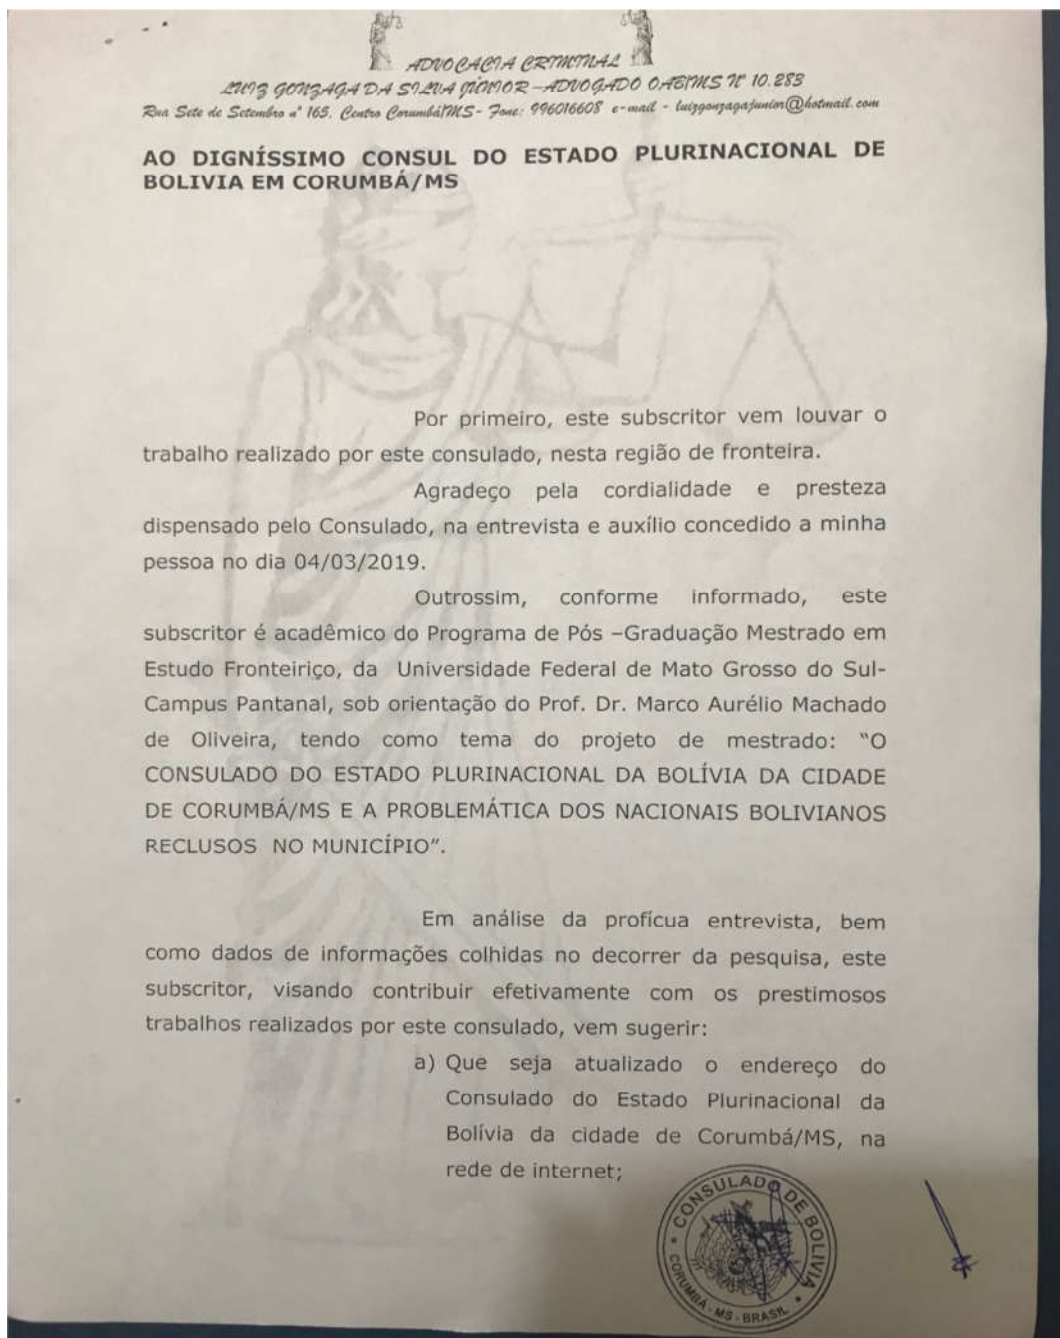 ADVOCACIA CRIMINAL
LUIZ GONZAGA DA SILVA JÚNIOR – ADVOGADO OAB/MS Nº 10.283
Rua Sete de Setembro nº 165, Centro Corumbá/MS- Fone: 996016608 e-mail - luizgonzagajunior@hotmail.com
AO DIGNÍSSIMO CONSUL DO ESTADO PLURINACIONAL DE
BOLIVIA EM CORUMBÁ/MS
Por primeiro, este subscritor vem louvar o
trabalho realizado por este consulado, nesta região de fronteira.
Agradeço pela cordialidade e presteza
dispensado pelo Consulado, na entrevista e auxílio concedido a minha
pessoa no dia 04/03/2019.
Outrossim, conforme informado, este
subscritor é acadêmico do Programa de Pós –Graduação Mestrado em
Estudo Fronteiriço, da Universidade Federal de Mato Grosso do Sul-
Campus Pantanal, sob orientação do Prof. Dr. Marco Aurélio Machado
de Oliveira, tendo como tema do projeto de mestrado: “O
CONSULADO DO ESTADO PLURINACIONAL DA BOLÍVIA DA CIDADE
DE CORUMBÁ/MS E A PROBLEMÁTICA DOS NACIONAIS BOLIVIANOS
RECLUSOS NO MUNICÍPIO”.
Em análise da profícua entrevista, bem
como dados de informações colhidas no decorrer da pesquisa, este
subscritor, visando contribuir efetivamente com os prestimosos
trabalhos realizados por este consulado, vem sugerir:
a) Que seja atualizado o endereço do
Consulado do Estado Plurinacional da
Bolívia da cidade de Corumbá/MS, na
rede de internet;
CONSULADO DE BOLIVIA
CORUMBÁ - MS - BRASIL